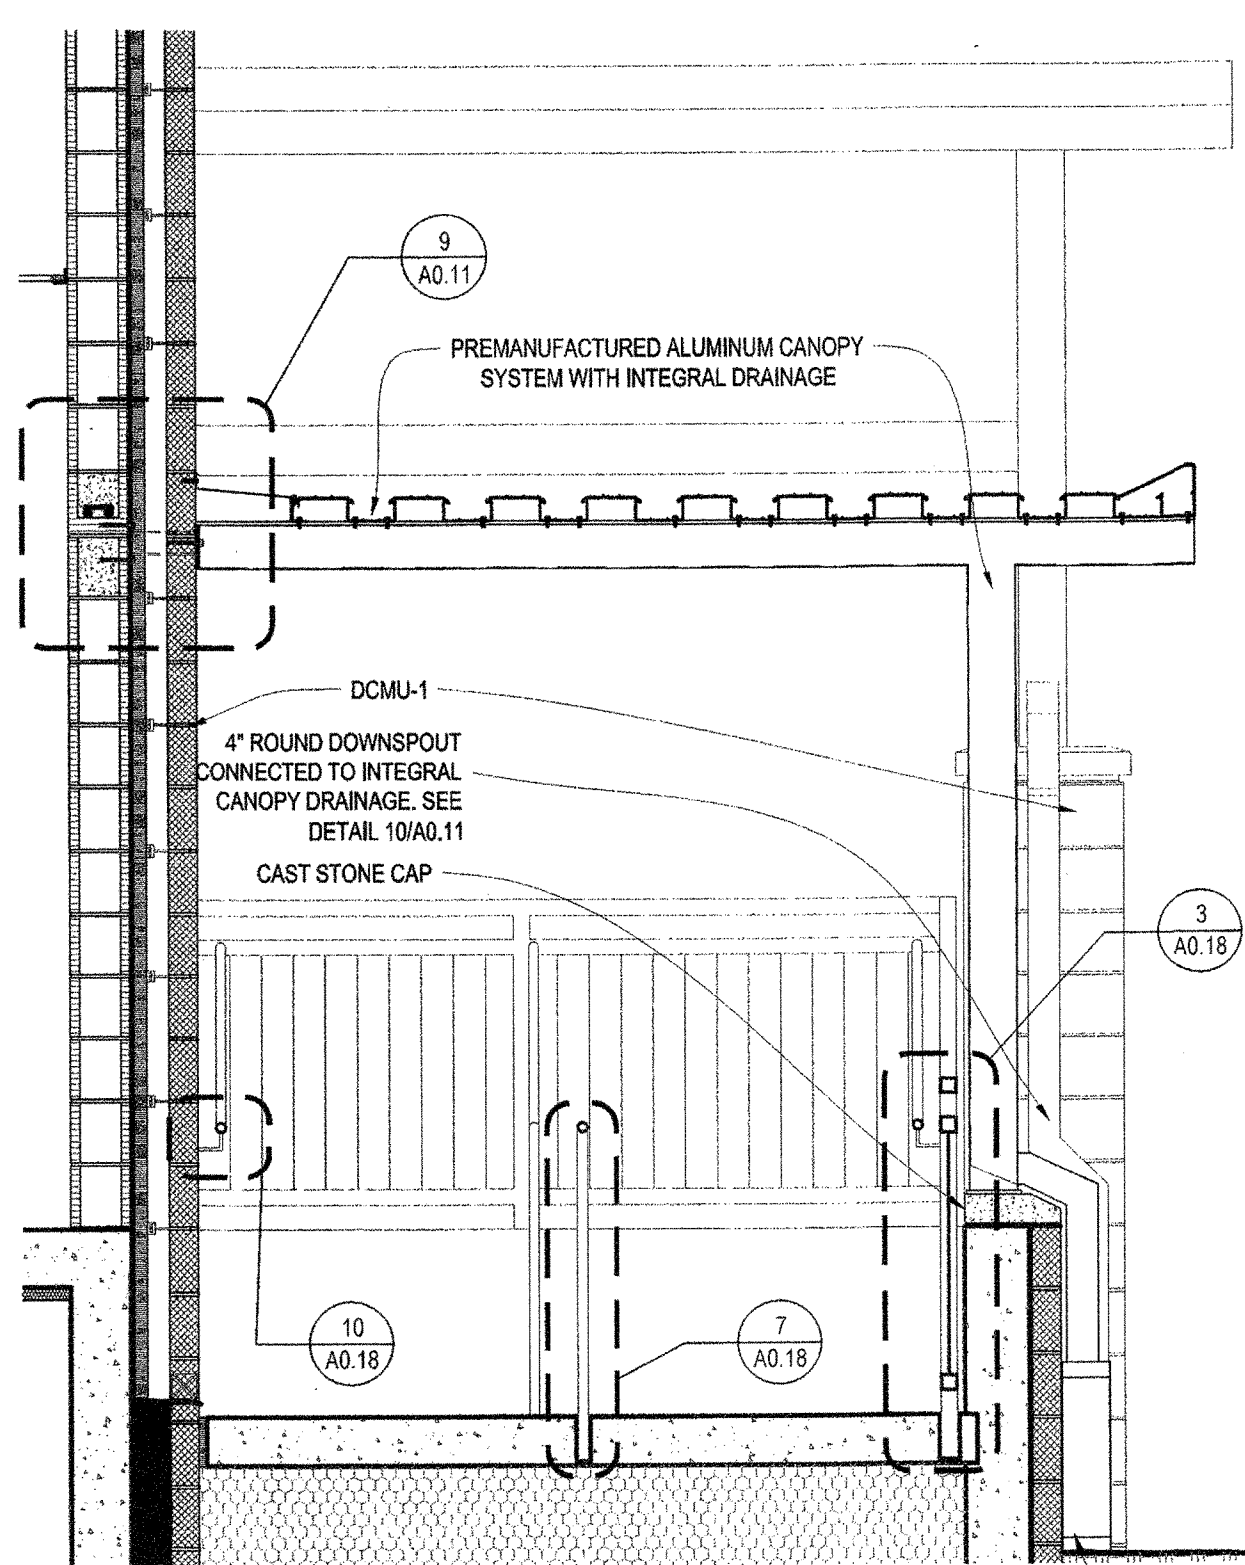 9
A0.11
PREMANUFACTURED ALUMINUM CANOPY
SYSTEM WITH INTEGRAL DRAINAGE
DCMU-1
4" ROUND DOWNSPOUT
CONNECTED TO INTEGRAL
CANOPY DRAINAGE. SEE
DETAIL 10/A0.11
CAST STONE CAP
3
A0.18
10
A0.18
7
A0.18